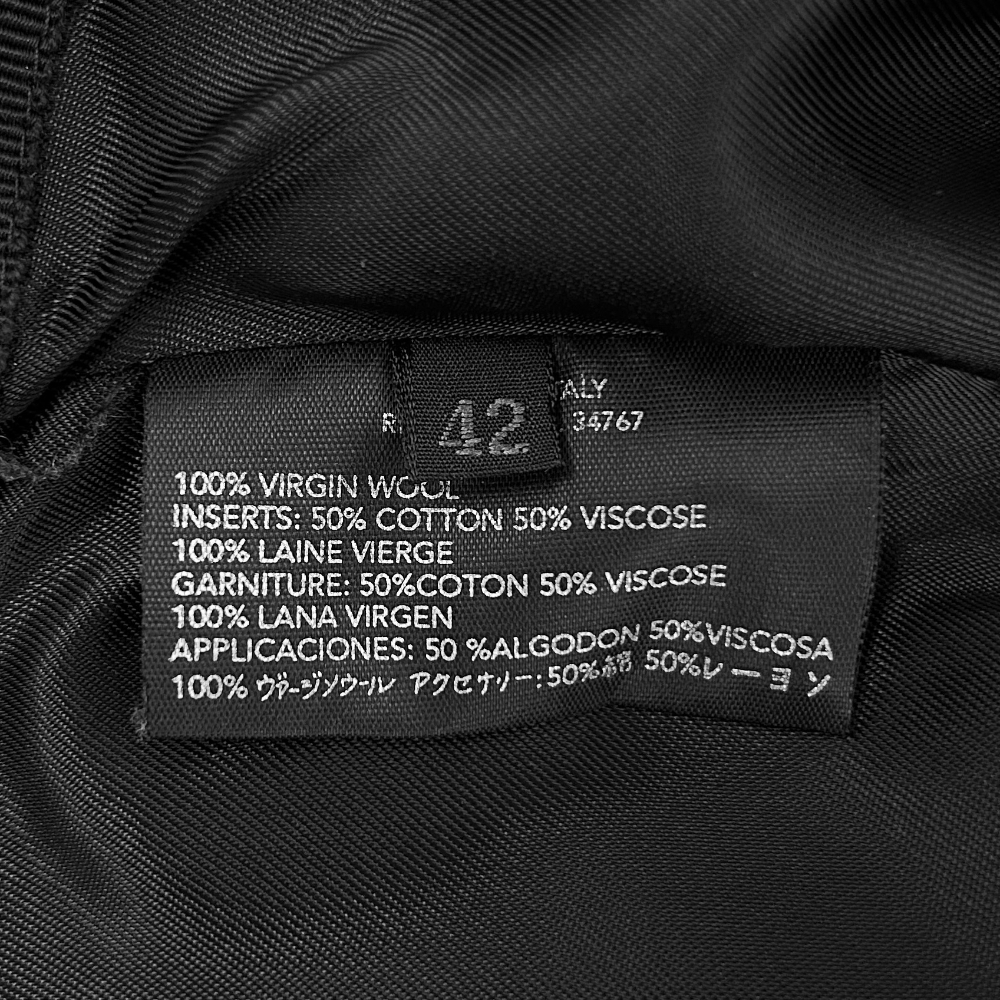 ALY
42
34767
100% VIRGIN WOOL
INSERTS: 50% COTTON 50% VISCOSE
100% LAINE VIERGE
GARNITURE: 50%COTON 50% VISCOSE
100% LANA VIRGEN
APPLICACIONES: 50 %ALGODON 50%VISCOSA
100% ヴァージンウール アクセサリー:50%綿 50%レーヨン